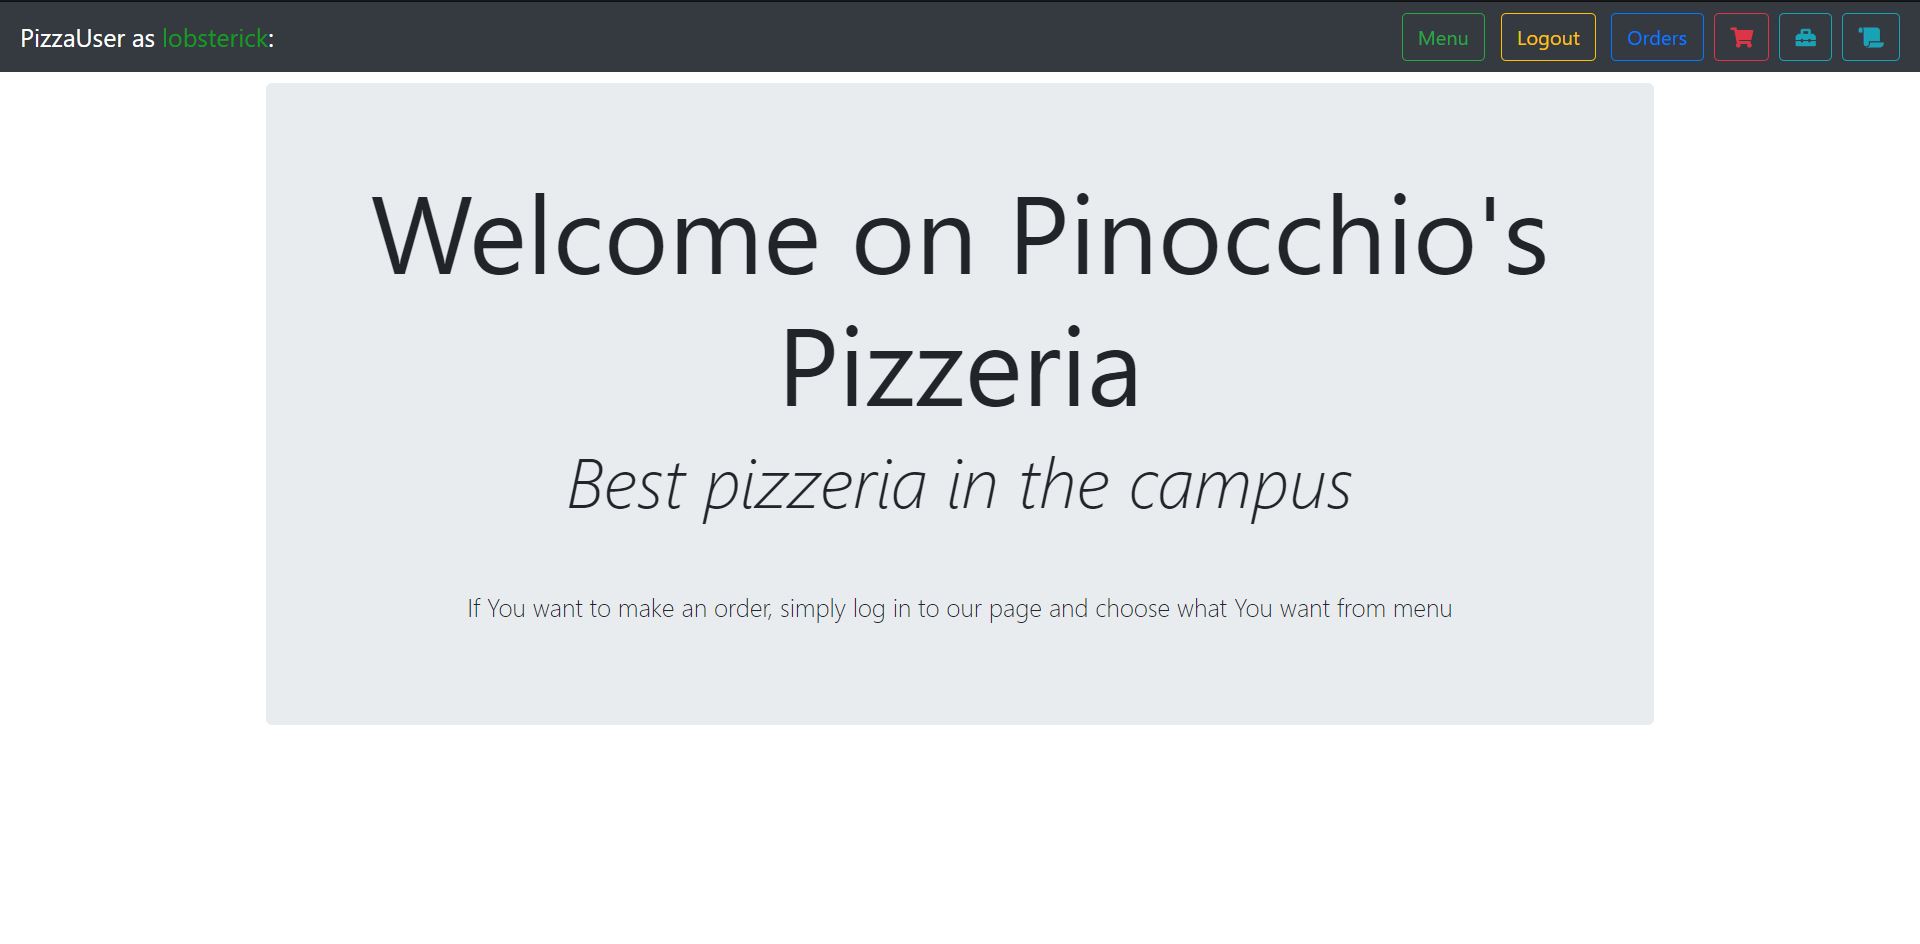 PizzaUser as lobsterick:
Menu
Logout
Orders
Welcome on Pinocchio's
Pizzeria
Best pizzeria in the campus
If You want to make an order, simply log in to our page and choose what You want from menu